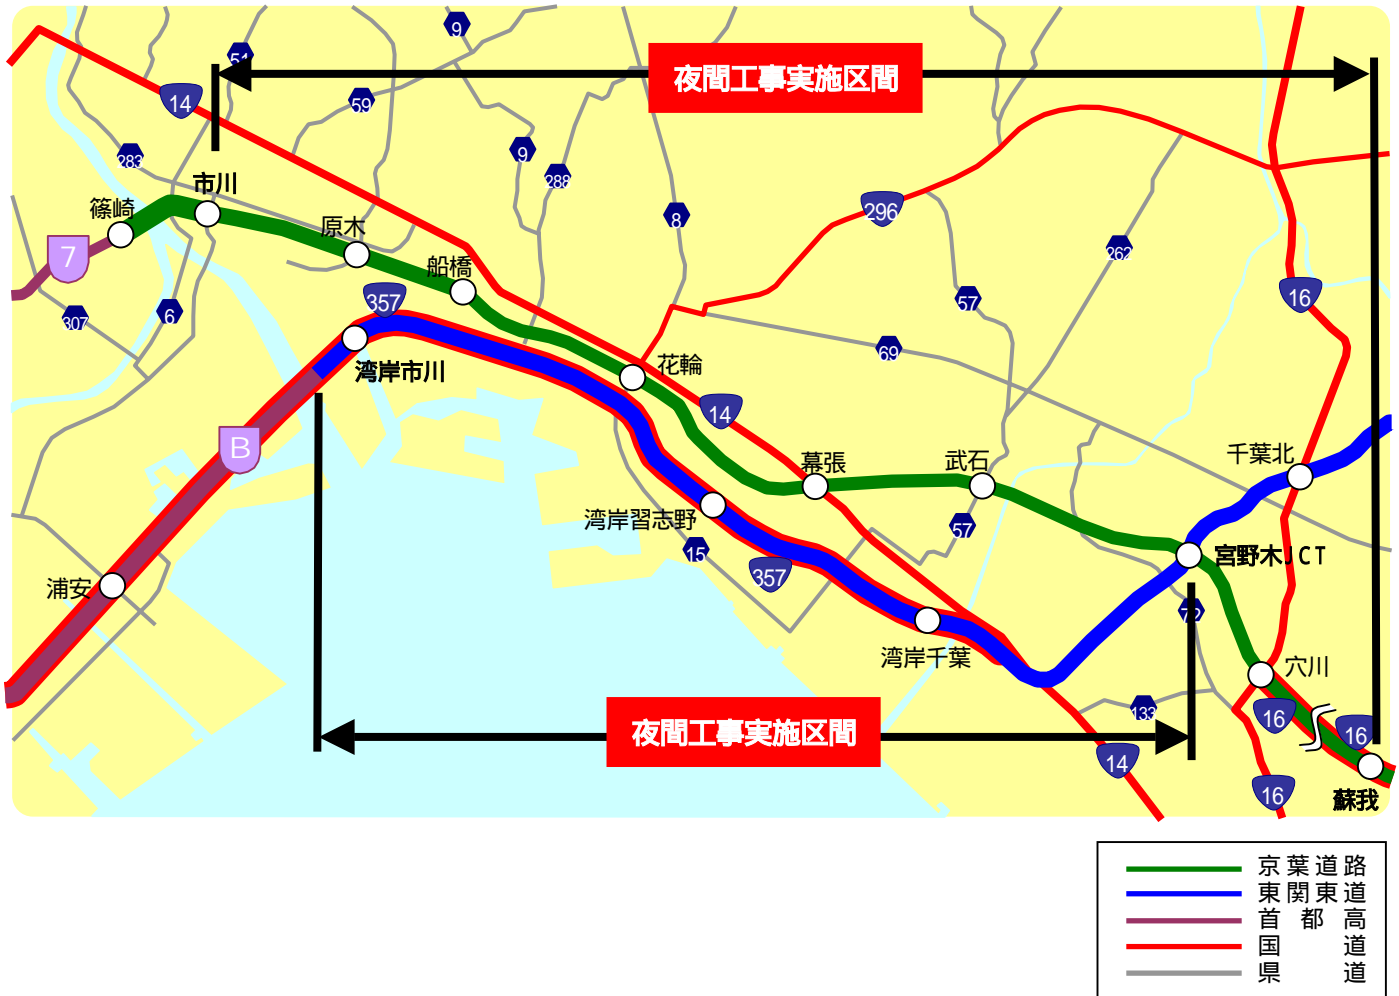 9
51
夜間工事実施区間
14
59
283
9
288
市川
篠崎
原木
8
296
262
7
船橋
357
57
16
307
6
69
湾岸市川
花輪
14
B
幕張
武石
千葉北
湾岸習志野
57
15
宮野木JCT
357
浦安
72
湾岸千葉
穴川
133
16
16
夜間工事実施区間
14
16
蘇我
京葉道路
東関東道
首都高
国道
県道